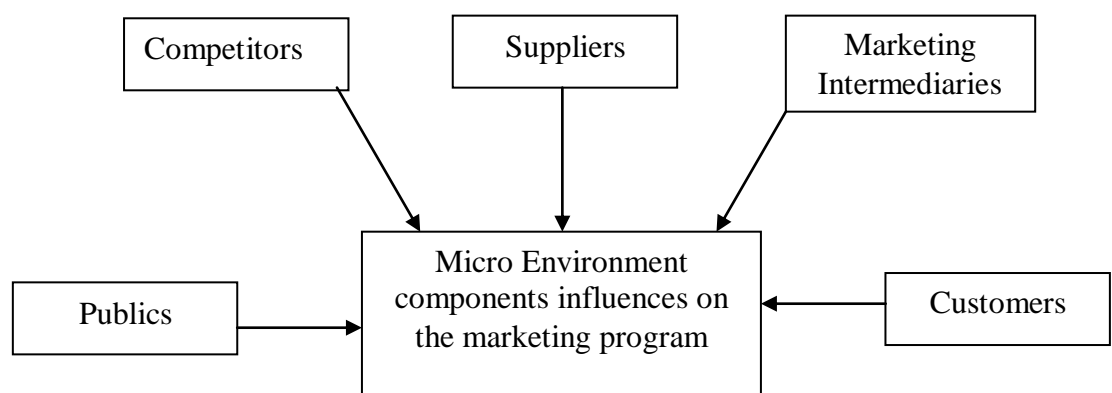 Competitors
Suppliers
Marketing
Intermediaries
Publics
Micro Environment
components influences on
the marketing program
Customers